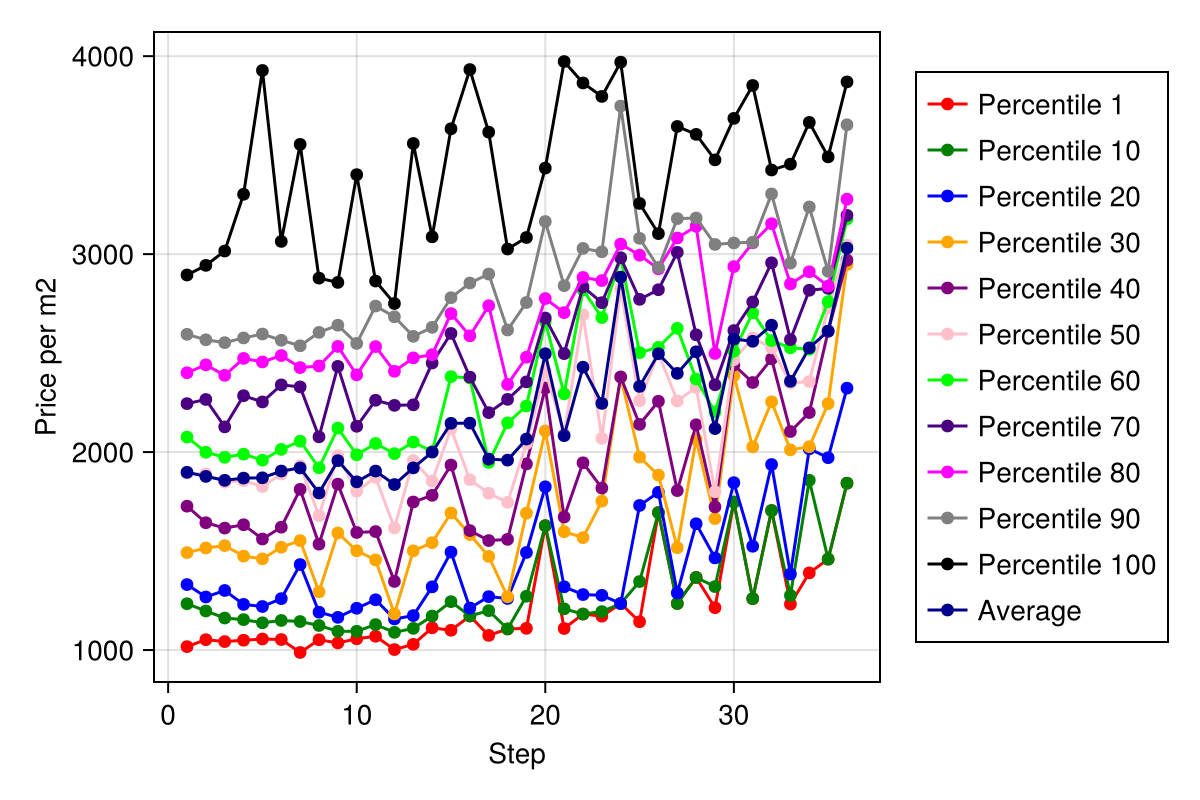 4000
3000
2000
1000
Price per m2
0 10 20 30
Step
Percentile 1
Percentile 10
Percentile 20
Percentile 30
Percentile 40
Percentile 50
Percentile 60
Percentile 70
Percentile 80
Percentile 90
Percentile 100
Average